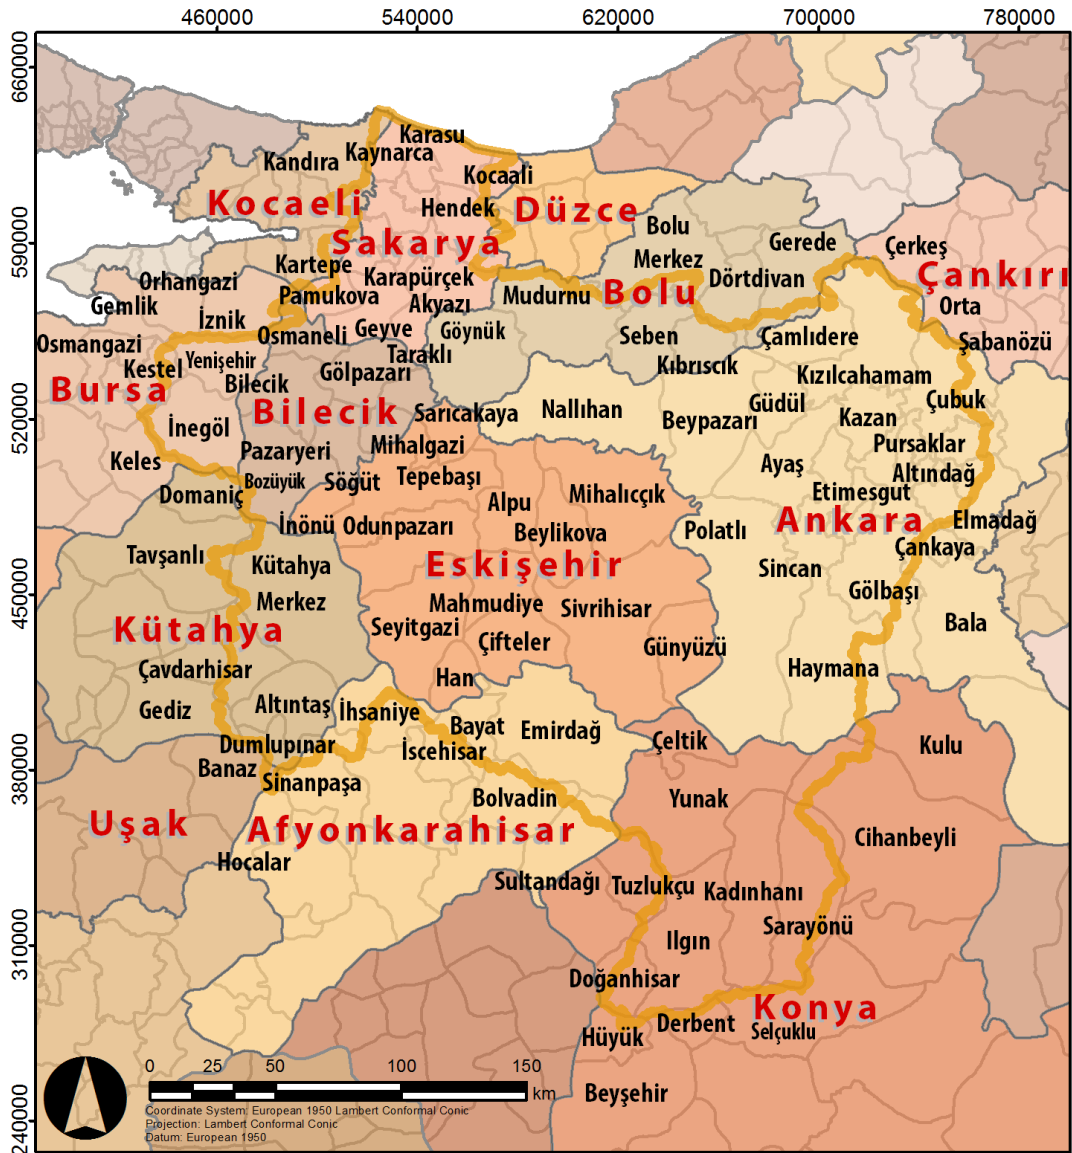 460000 540000 620000 700000 780000
660000
590000
520000
450000
380000
310000
240000
Karasu
Kaynarca
Kandıra
Kocaali
Kocaeli
Hendek
Düzce
Bolu
Sakarya
Gerede
Çerkeş
Merkez
Kartepe
Karapürçek
Dörtdivan
Çankırı
Orhangazi
Pamukova
Akyazı
Mudurnu
Bolu
Gemlik
İznik
Orta
Osmangazi
Osmaneli
Geyve
Göynük
Seben
Çamlıdere
Şabanözü
Yenişehir
Taraklı
Kestel
Bilecik
Gölpazarı
Kıbrıscık
Kızılcahamam
Bursa
Bilecik
Sarıcakaya
Nallıhan
Güdül
Çubuk
İnegöl
Beypazarı
Kazan
Mihalgazi
Pursaklar
Keles
Pazaryeri
Ayaş
Altındağ
Domaniç
Bozüyük
Söğüt
Tepebaşı
Alpu
Mihalıccık
Etimesgut
İnönü
Odunpazarı
Beylikova
Polatlı
Ankara
Elmadağ
Tavşanlı
Kütahya
Eskişehir
Sincan
Çankaya
Merkez
Mahmudiye
Sivrihisar
Gölbaşı
Kütahya
Seyitgazi
Çifteler
Günyüzü
Bala
Çavdarhisar
Han
Haymana
Gediz
Altıntaş
İhsaniye
Bayat
Emirdağ
Dumlupınar
İscehisar
Çeltik
Kulu
Banaz
Sinanpaşa
Bolvadin
Yunak
Uşak
Afyonkarahisar
Cihanbeyli
Hocalar
Sultandağı
Tuzlukçu
Kadınhanı
Ilgın
Sarayönü
Doğanhisar
Konya
Hüyük
Derbent
Selçuklu
Beyşehir
0 25 50 100 150
km
Coordinate System: European 1950 Lambert Conformal Conic
Projection: Lambert Conformal Conic
Datum: European 1950